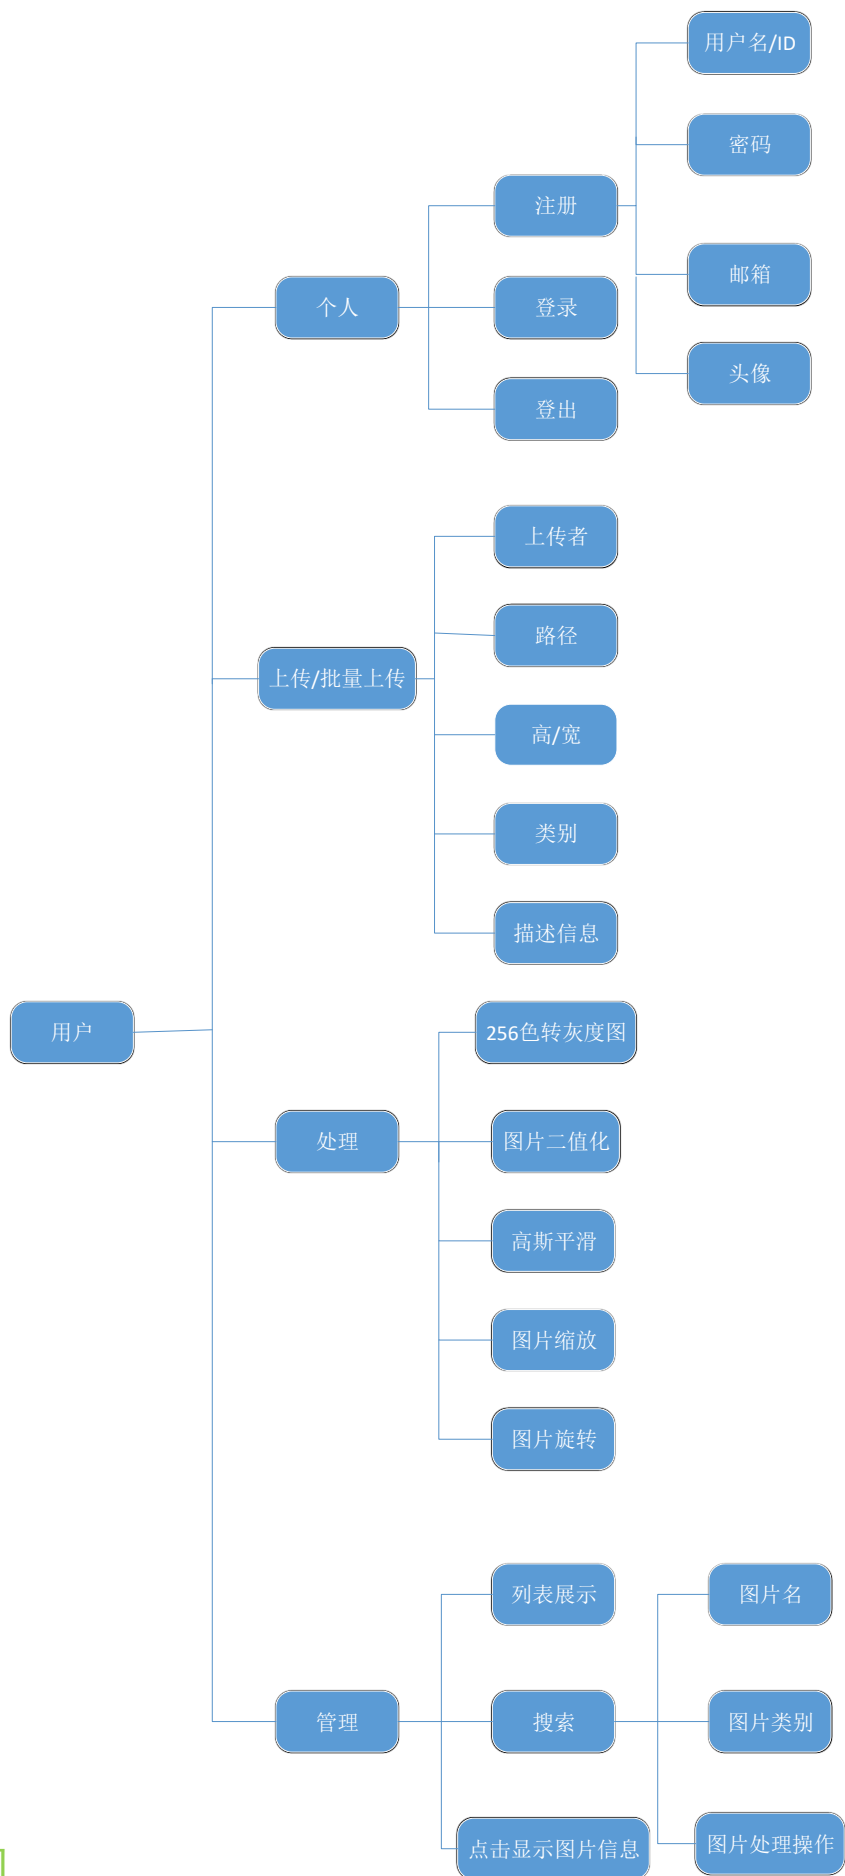 用户
个人
注册
用户名/ID
密码
邮箱
头像
登录
登出
上传/批量上传
上传者
路径
高/宽
类别
描述信息
处理
256色转灰度图
图片二值化
高斯平滑
图片缩放
图片旋转
管理
列表展示
搜索
图片名
图片类别
图片处理操作
点击显示图片信息